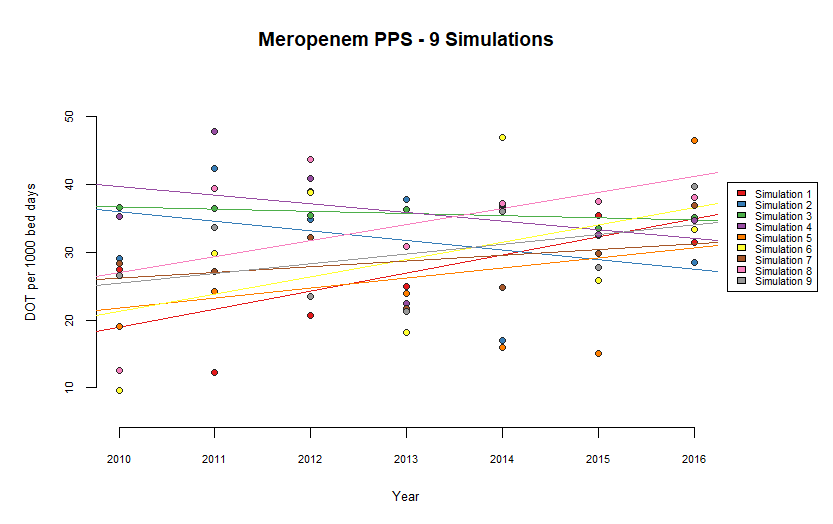 Meropenem PPS - 9 Simulations
DOT per 1000 bed days
50
40
30
20
10
2010 2011 2012 2013 2014 2015 2016
Year
Simulation 1
Simulation 2
Simulation 3
Simulation 4
Simulation 5
Simulation 6
Simulation 7
Simulation 8
Simulation 9